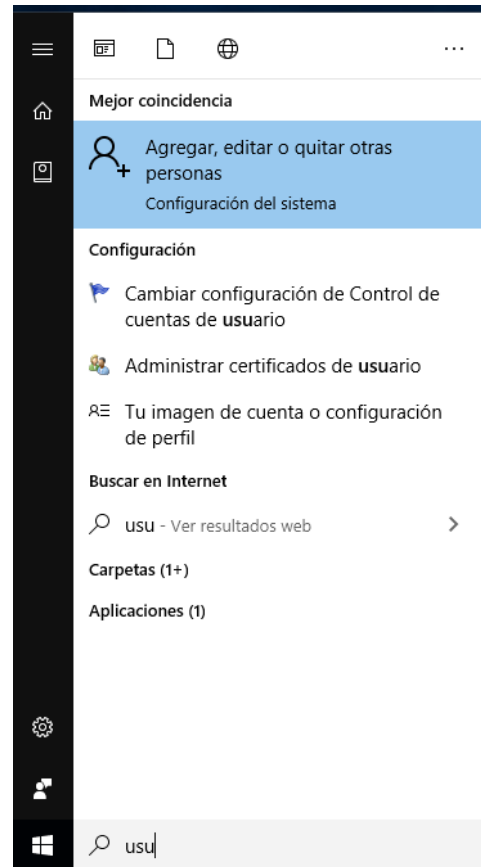 Mejor coincidencia
Agregar, editar o quitar otras
personas
Configuración del sistema
Configuración
Cambiar configuración de Control de
cuentas de usuario
Administrar certificados de usuario
Tu imagen de cuenta o configuración
de perfil
Buscar en Internet
usu - Ver resultados web
Carpetas (1+)
Aplicaciones (1)
usu